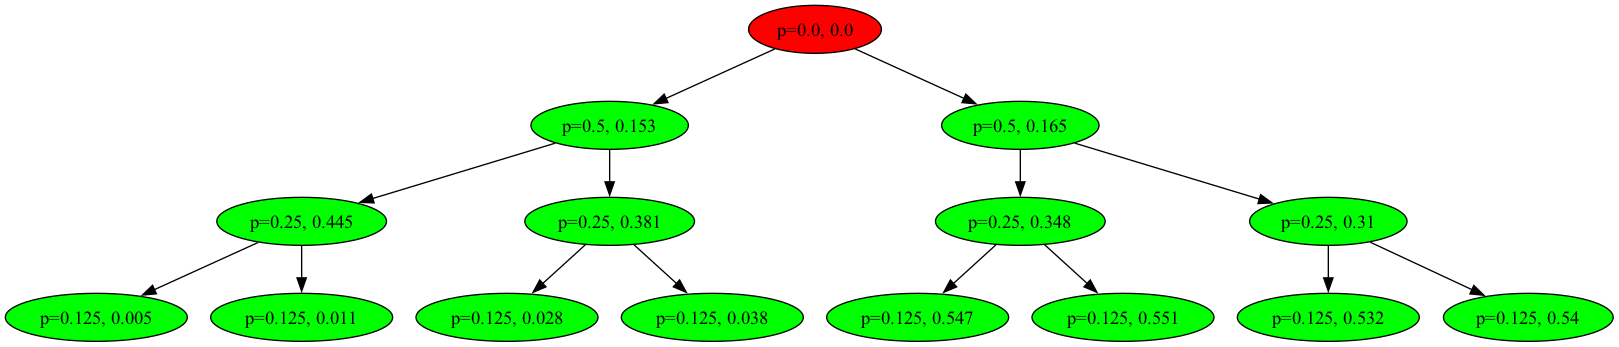 p=0.0, 0.0
p=0.5, 0.153
p=0.5, 0.165
p=0.25, 0.445
p=0.25, 0.381
p=0.25, 0.348
p=0.25, 0.31
p=0.125, 0.005
p=0.125, 0.011
p=0.125, 0.028
p=0.125, 0.038
p=0.125, 0.547
p=0.125, 0.551
p=0.125, 0.532
p=0.125, 0.54